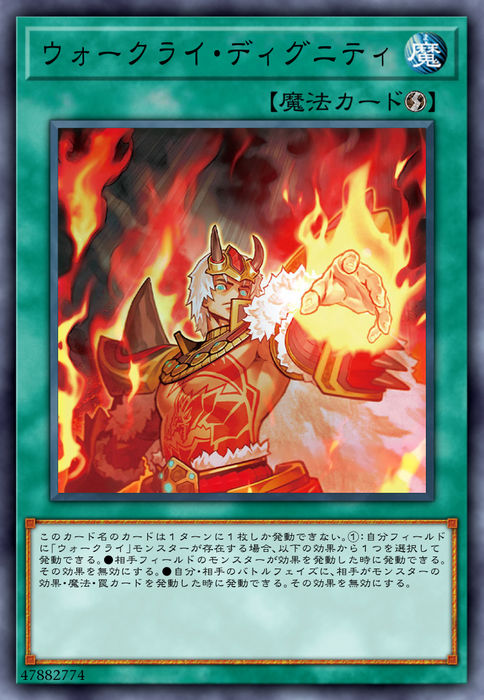 ウォークライ・ディグニティ
魔
【魔法カード】
このカード名のカードは１ターンに１枚しか発動できない。①：自分フィールド
に「ウォークライ」モンスターが存在する場合、以下の効果から１つを選択して
発動できる。●相手フィールドのモンスターが効果を発動した時に発動できる。
その効果を無効にする。●自分・相手のバトルフェイズに、相手がモンスターの
効果・魔法・罠カードを発動した時に発動できる。その効果を無効にする。
47882774